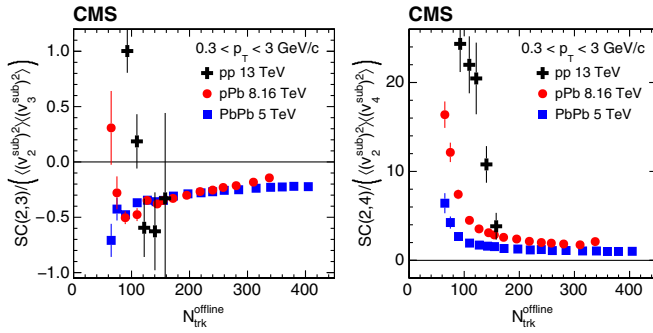 CMS
0.3 < p_T < 3 GeV/c
pp 13 TeV
pPb 8.16 TeV
PbPb 5 TeV
SC(2,3)/(⟨(v_2^sub)^2⟩⟨(v_3^sub)^2⟩)
1.0
0.5
0.0
−0.5
−1.0
0 100 200 300 400
N_trk^offline
CMS
0.3 < p_T < 3 GeV/c
pp 13 TeV
pPb 8.16 TeV
PbPb 5 TeV
SC(2,4)/(⟨(v_2^sub)^2⟩⟨(v_4^sub)^2⟩)
20
10
0
0 100 200 300 400
N_trk^offline